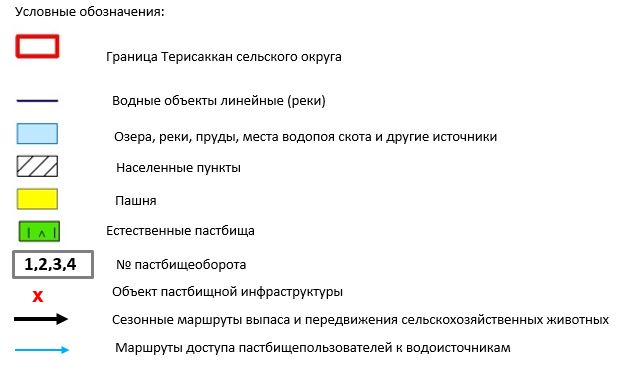 Условные обозначения:
Граница Терисаккан сельского округа
Водные объекты линейные (реки)
Озера, реки, пруды, места водопоя скота и другие источники
Населенные пункты
Пашня
Естественные пастбища
1,2,3,4 № пастбищеоборота
х Объект пастбищной инфраструктуры
Сезонные маршруты выпаса и передвижения сельскохозяйственных животных
Маршруты доступа пастбищепользователей к водоисточникам